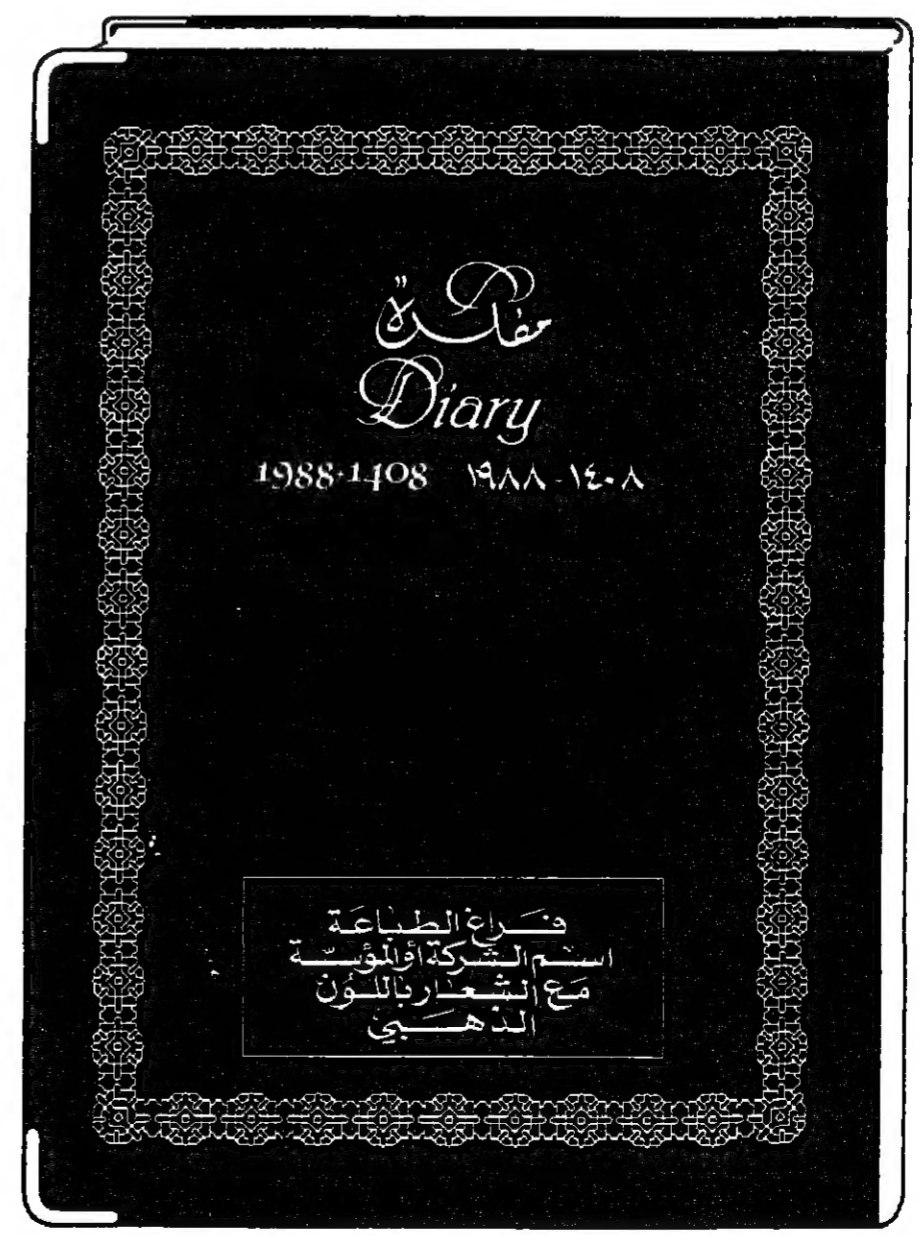 مفكرة
Diary
1988-1408 ١٩٨٨-١٤٠٨
فراغ الطباعة
اسم الشركة أو المؤسسة
مع الشعار باللون
الذهبي